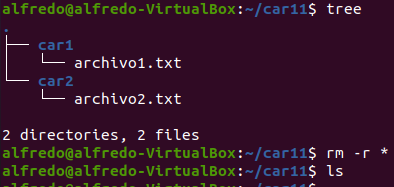 alfredo@alfredo-VirtualBox:~/car11$ tree
.
├── car1
│   └── archivo1.txt
└── car2
    └── archivo2.txt
2 directories, 2 files
alfredo@alfredo-VirtualBox:~/car11$ rm -r *
alfredo@alfredo-VirtualBox:~/car11$ ls